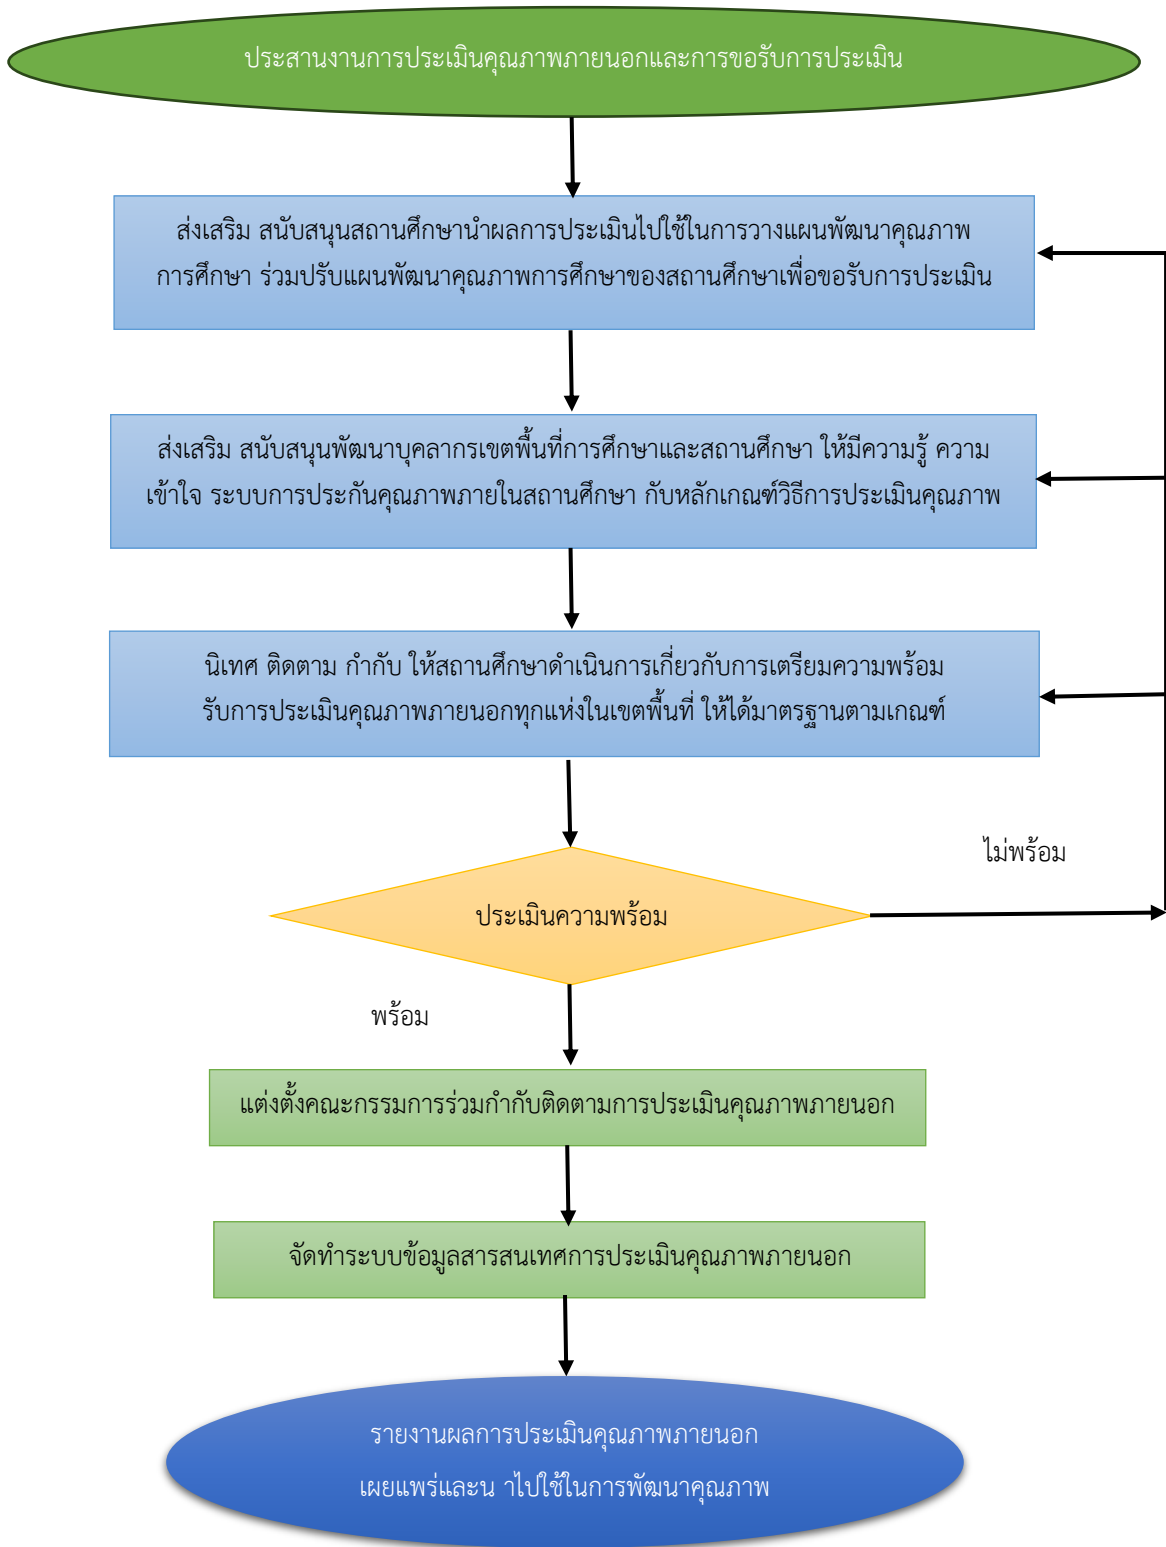 ประสานงานการประเมินคุณภาพภายนอกและการขอรับการประเมิน
ส่งเสริม สนับสนุนสถานศึกษานำผลการประเมินไปใช้ในการวางแผนพัฒนาคุณภาพ
การศึกษา ร่วมปรับแผนพัฒนาคุณภาพการศึกษาของสถานศึกษาเพื่อขอรับการประเมิน
ส่งเสริม สนับสนุนพัฒนาบุคลากรเขตพื้นที่การศึกษาและสถานศึกษา ให้มีความรู้ ความ
เข้าใจ ระบบการประกันคุณภาพภายในสถานศึกษา กับหลักเกณฑ์วิธีการประเมินคุณภาพ
นิเทศ ติดตาม กำกับ ให้สถานศึกษาดำเนินการเกี่ยวกับการเตรียมความพร้อม
รับการประเมินคุณภาพภายนอกทุกแห่งในเขตพื้นที่ ให้ได้มาตรฐานตามเกณฑ์
ไม่พร้อม
ประเมินความพร้อม
พร้อม
แต่งตั้งคณะกรรมการร่วมกำกับติดตามการประเมินคุณภาพภายนอก
จัดทำระบบข้อมูลสารสนเทศการประเมินคุณภาพภายนอก
รายงานผลการประเมินคุณภาพภายนอก
เผยแพร่และน าไปใช้ในการพัฒนาคุณภาพ